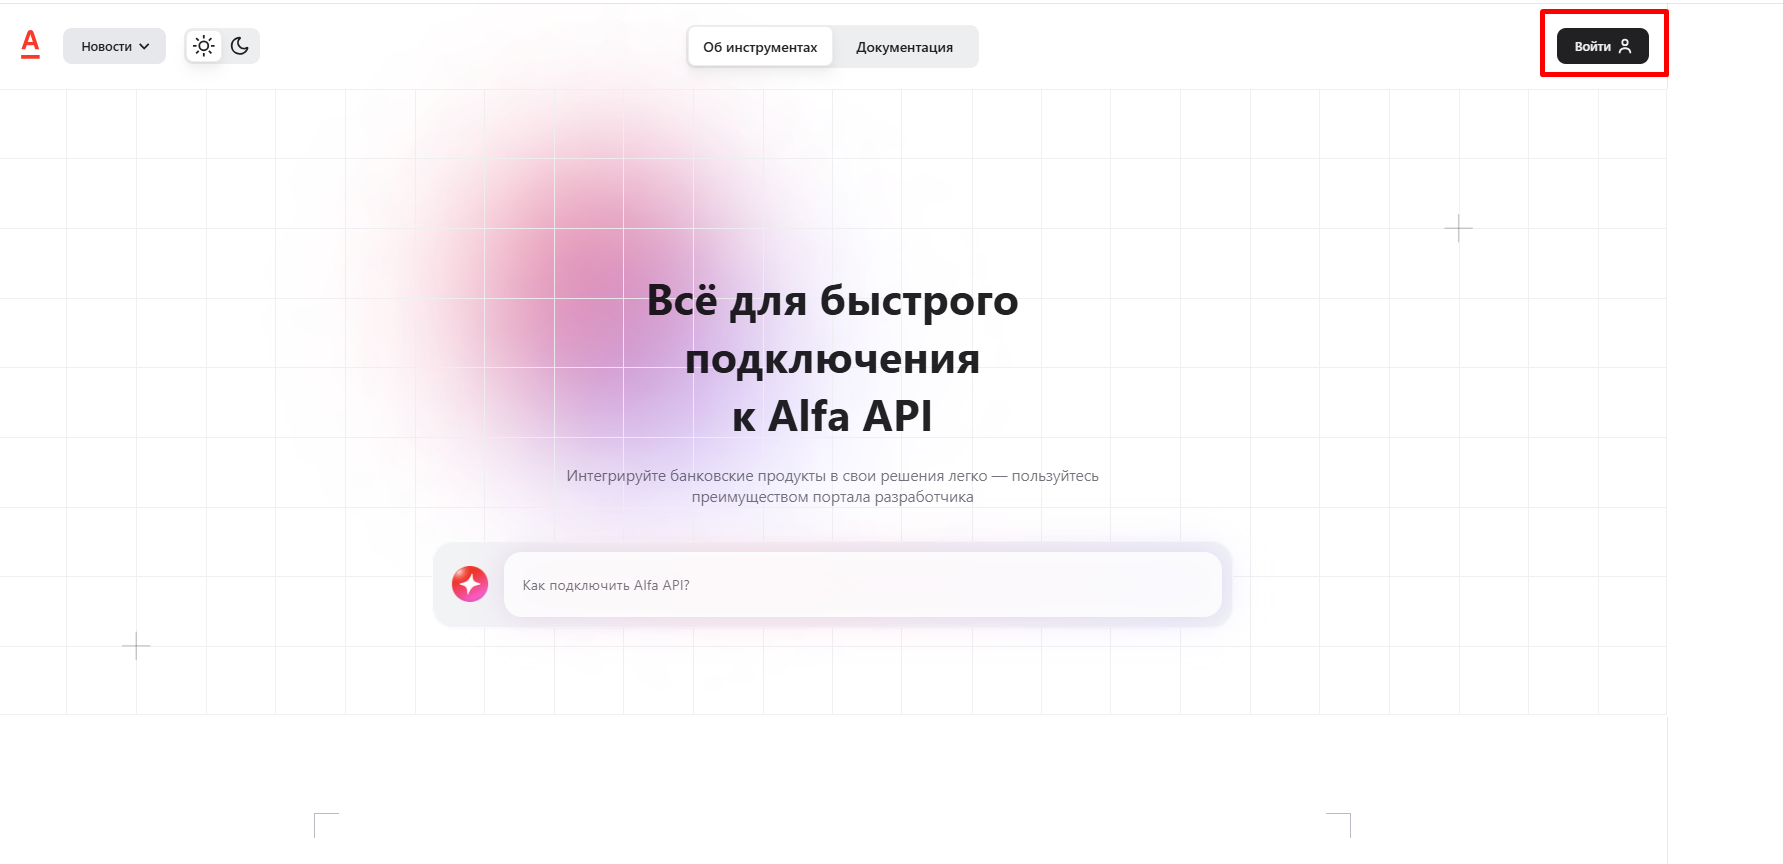 А
Новости
Об инструментах
Документация
Войти
Всё для быстрого
подключения
к Alfa API
Интегрируйте банковские продукты в свои решения легко — пользуйтесь
преимуществом портала разработчика
Как подключить Alfa API?